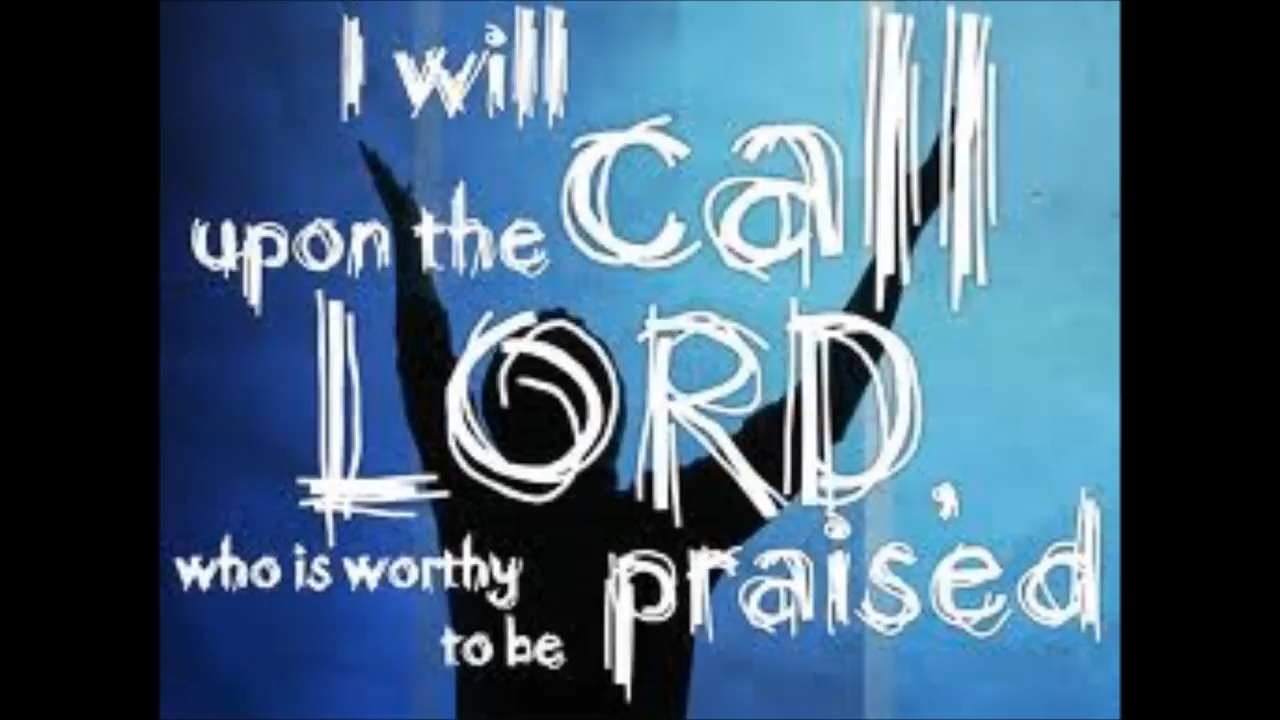 I will
call
upon the
LORD,
who is worthy
praised
to be